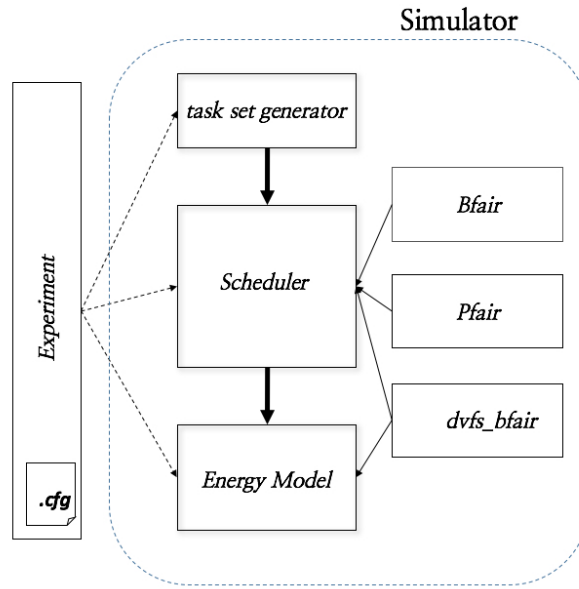 Simulator
task set generator
Bfair
Scheduler
Pfair
Experiment
dvfs_bfair
Energy Model
.cfg